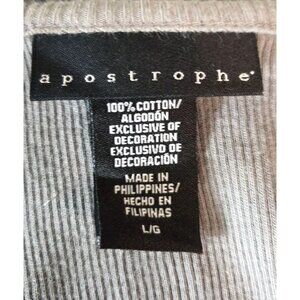 apostrophe®
100% COTTON/
ALGODÓN
EXCLUSIVE OF
DECORATION
EXCLUSIVO DE
DECORACIÓN
MADE IN
PHILIPPINES/
HECHO EN
FILIPINAS
L/G